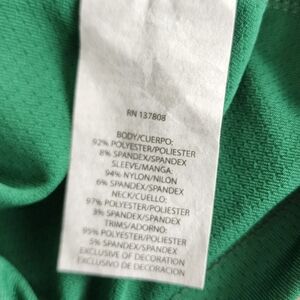 RN 137808
BODY/CUERPO:
92% POLYESTER/POLIESTER
8% SPANDEX/SPANDEX
SLEEVE/MANGA:
94% NYLON/NILÓN
6% SPANDEX/SPANDEX
NECK/CUELLO:
97% POLYESTER/POLIESTER
3% SPANDEX/SPANDEX
TRIMS/ADORNO:
95% POLYESTER/POLIESTER
5% SPANDEX/SPANDEX
EXCLUSIVE OF DECORATION
EXCLUSIVO DE DECORACION